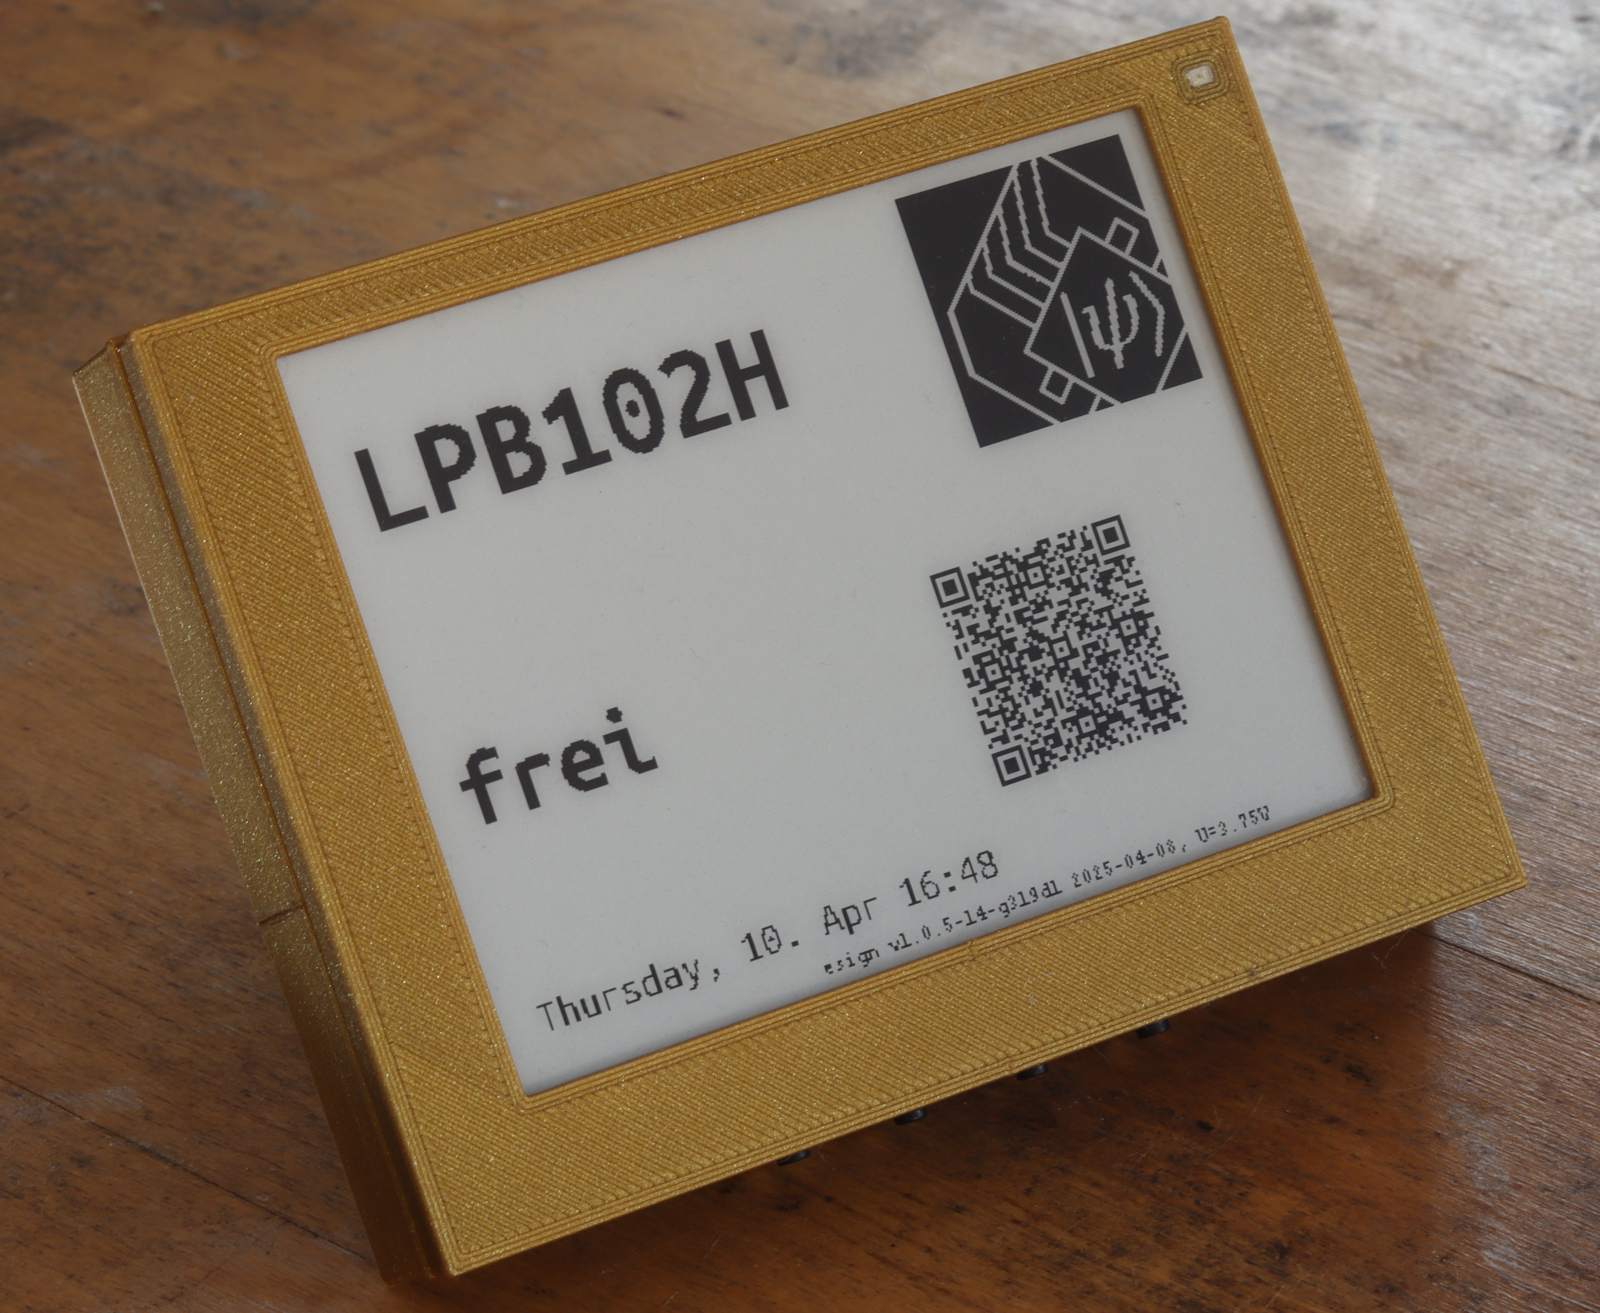 LPB102H
|ψ⟩
frei
Thursday, 10. Apr 16:48
esign v1.0.5-14-g319d1 2025-04-08, U=3.75V